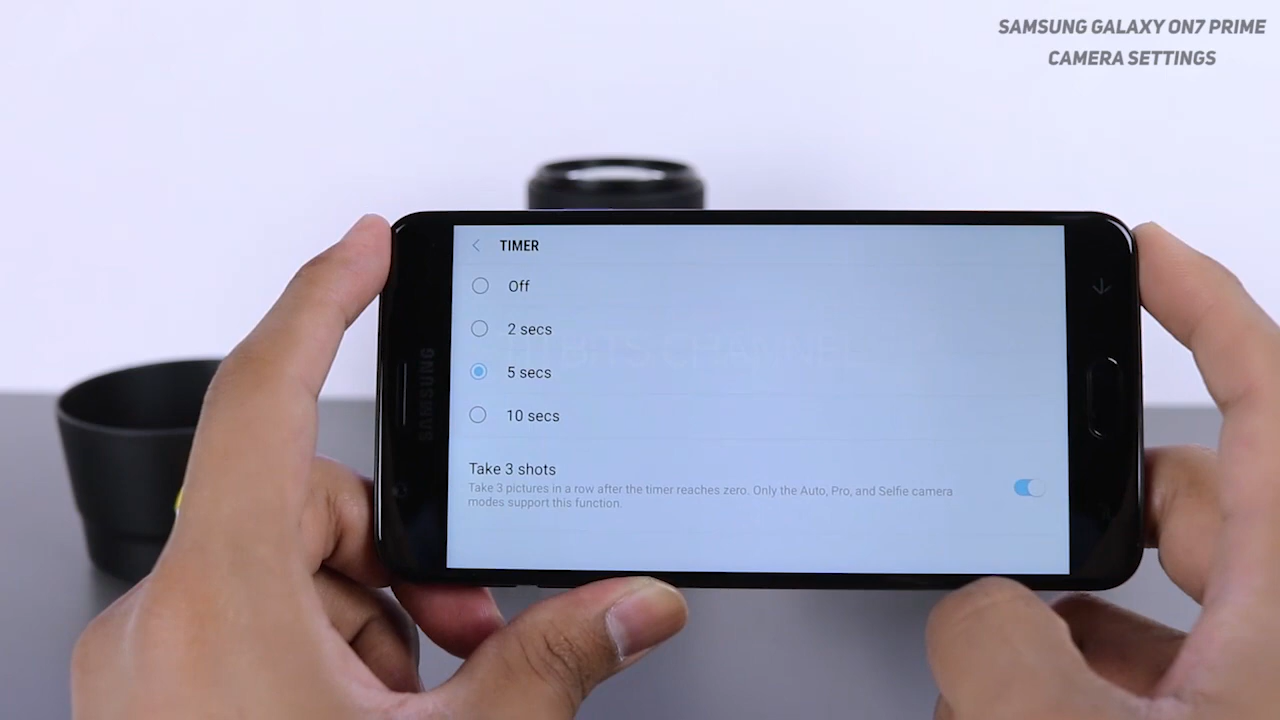 SAMSUNG GALAXY ON7 PRIME
CAMERA SETTINGS
TIMER
Off
2 secs
5 secs
10 secs
Take 3 shots
Take 3 pictures in a row after the timer reaches zero. Only the Auto, Pro, and Selfie camera
modes support this function.
SAMSUNG